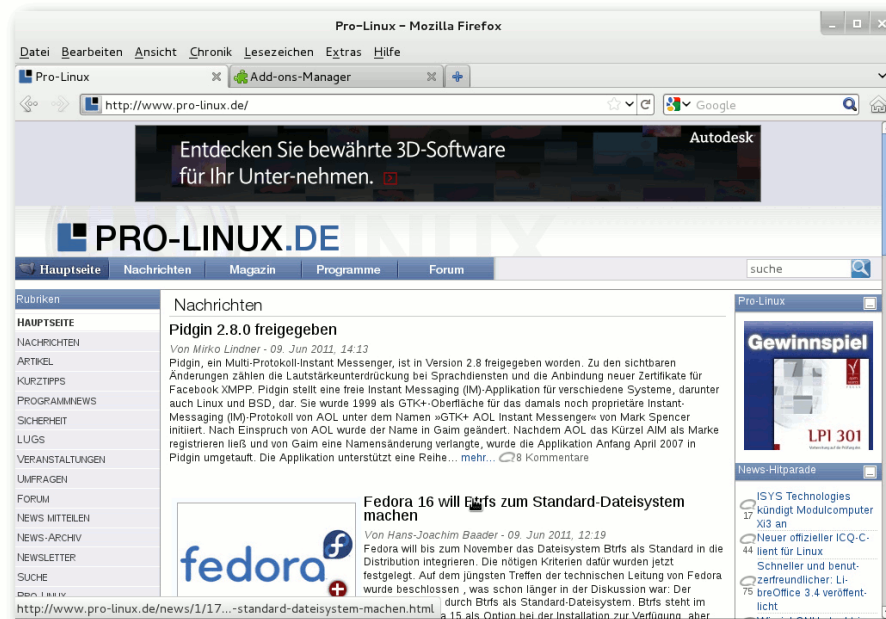 Pro-Linux - Mozilla Firefox
Datei Bearbeiten Ansicht Chronik Lesezeichen Extras Hilfe
Pro-Linux
Add-ons-Manager
http://www.pro-linux.de/
Google
Entdecken Sie bewährte 3D-Software
für Ihr Unter-nehmen.
Autodesk
PRO-LINUX.DE
Hauptseite Nachrichten Magazin Programme Forum
suche
Rubriken
HAUPTSEITE
NACHRICHTEN
ARTIKEL
KURZTIPPS
PROGRAMMNEWS
SICHERHEIT
LUGS
VERANSTALTUNGEN
UMFRAGEN
FORUM
NEWS MITTEILEN
NEWS-ARCHIV
NEWSLETTER
SUCHE
PRO-LINUX
Nachrichten
Pidgin 2.8.0 freigegeben
Von Mirko Lindner - 09. Jun 2011, 14:13
Pidgin, ein Multi-Protokoll-Instant Messenger, ist in Version 2.8 freigegeben worden. Zu den sichtbaren
Änderungen zählen die Lautstärkeunterdrückung bei Sprachdiensten und die Anbindung neuer Zertifikate für
Facebook XMPP. Pidgin stellt eine freie Instant Messaging (IM)-Applikation für verschiedene Systeme, darunter
auch Linux und BSD, dar. Sie wurde 1999 als GTK+-Oberfläche für das damals noch proprietäre Instant-
Messaging (IM)-Protokoll von AOL unter dem Namen »GTK+ AOL Instant Messenger« von Mark Spencer
initiiert. Nach Einspruch von AOL wurde der Name in Gaim geändert. Nachdem AOL das Kürzel AIM als Marke
registrieren ließ und von Gaim eine Namensänderung verlangte, wurde die Applikation Anfang April 2007 in
Pidgin umgetauft. Die Applikation unterstützt eine Reihe... mehr... 8 Kommentare
fedora
Fedora 16 will Btrfs zum Standard-Dateisystem
machen
Von Hans-Joachim Baader - 09. Jun 2011, 12:19
Fedora will bis zum November das Dateisystem Btrfs als Standard in die
Distribution integrieren. Die nötigen Kriterien dafür wurden jetzt
festgelegt. Auf dem jüngsten Treffen der technischen Leitung von Fedora
wurde beschlossen , was schon länger in der Diskussion war: Der
durch Btrfs als Standard-Dateisystem. Btrfs steht im
a 15 als Option bei der Installation zur Verfügung, aber
Pro-Linux
Gewinnspiel
LPI 301
News-Hitparade
ISYS Technologies
17 kündigt Modulcomputer
Xi3 an
Neuer offizieller ICQ-C-
44 lient für Linux
Schneller und benut-
zerfreundlicher: Li-
75 breOffice 3.4 veröffent-
licht
http://www.pro-linux.de/news/1/17...-standard-dateisystem-machen.html